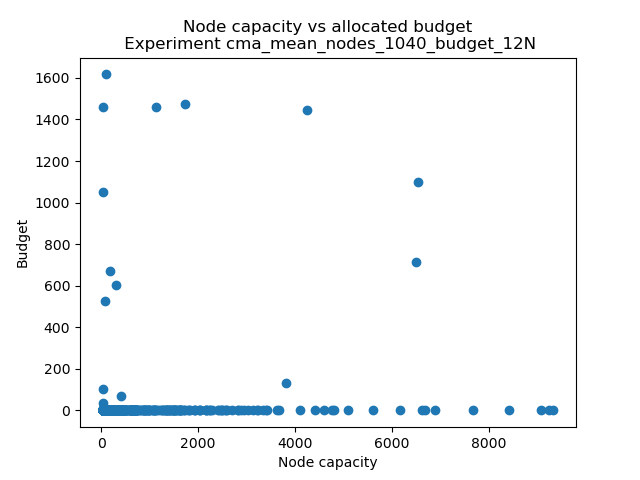 Node capacity vs allocated budget
Experiment cma_mean_nodes_1040_budget_12N
1600
1400
1200
1000
800
600
400
200
0
Budget
0 2000 4000 6000 8000
Node capacity